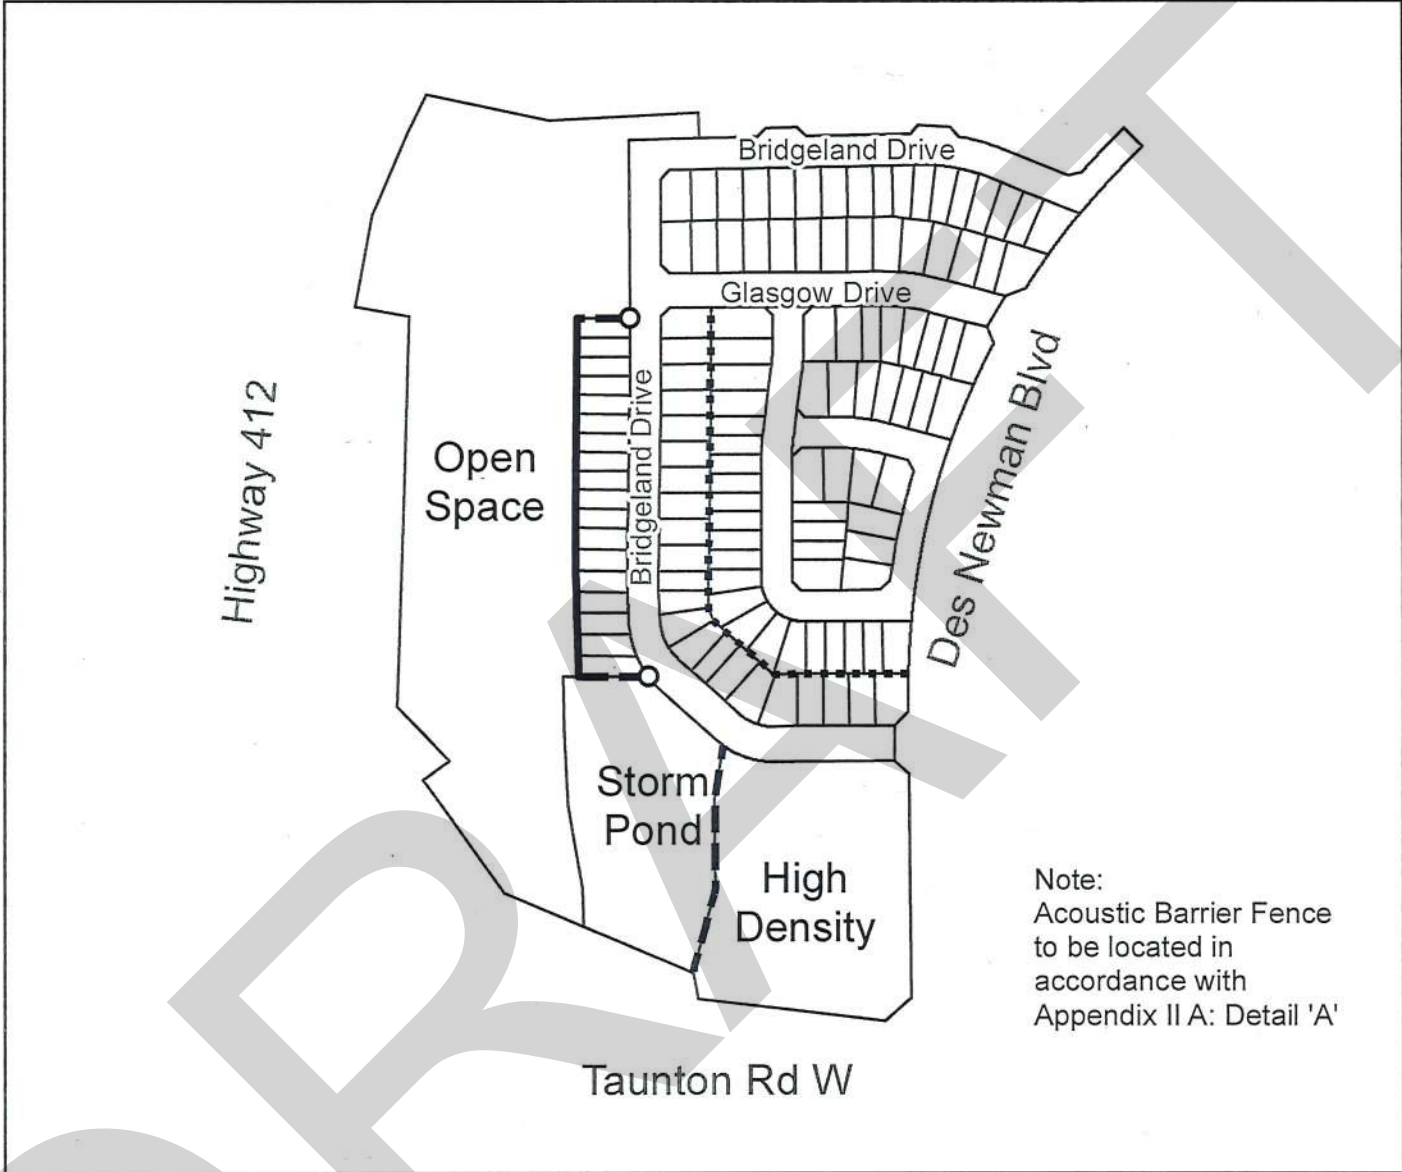 Bridgeland Drive
Glasgow Drive
Bridgeland Drive
Highway 412
Open
Space
Des Newman Blvd
Storm
Pond
High
Density
Note:
Acoustic Barrier Fence
to be located in
accordance with
Appendix II A: Detail 'A'
Taunton Rd W
DRAFT